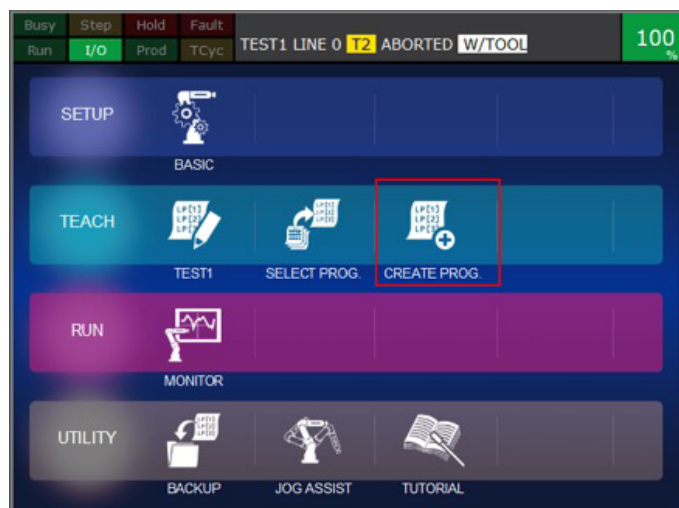 Busy Step Hold Fault
Run I/O Prod TCyc
TEST1 LINE 0 T2 ABORTED W/TOOL
100
%
SETUP
BASIC
TEACH
TEST1 SELECT PROG. CREATE PROG.
RUN
MONITOR
UTILITY
BACKUP JOG ASSIST TUTORIAL